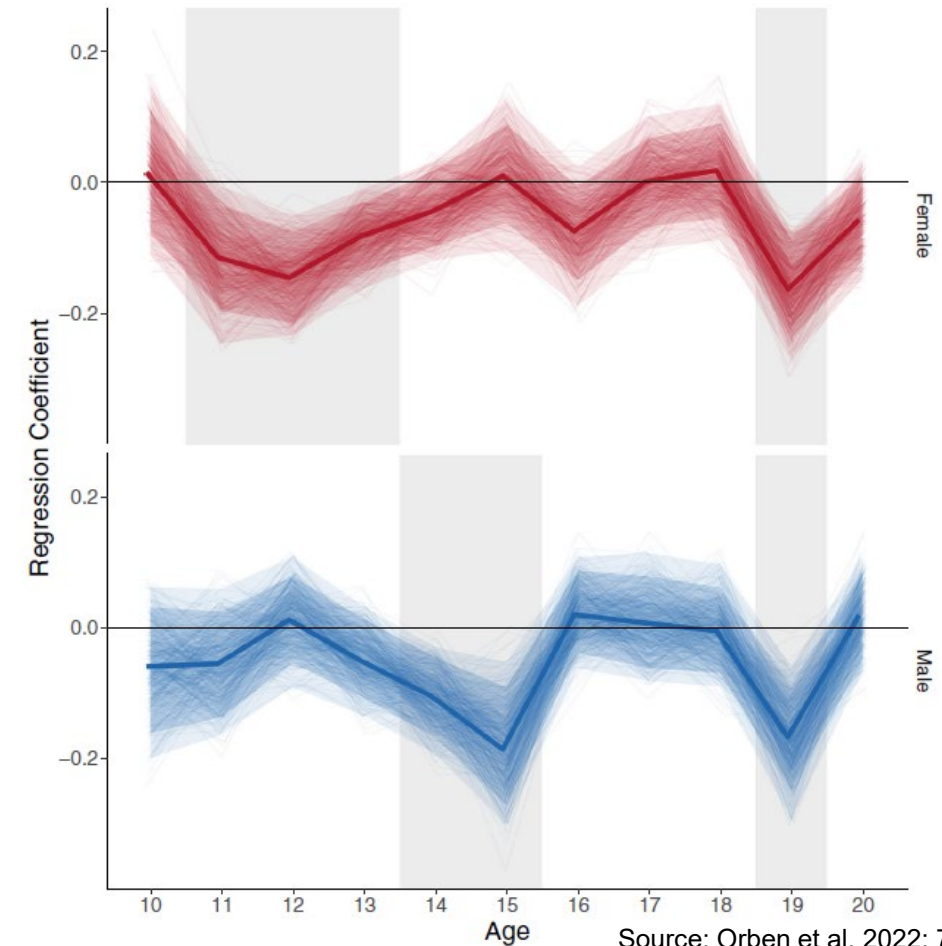 Regression Coefficient
0.2
0.0
−0.2
Female
0.2
0.0
−0.2
Male
10 11 12 13 14 15 16 17 18 19 20
Age
Source: Orben et al. 2022: 7